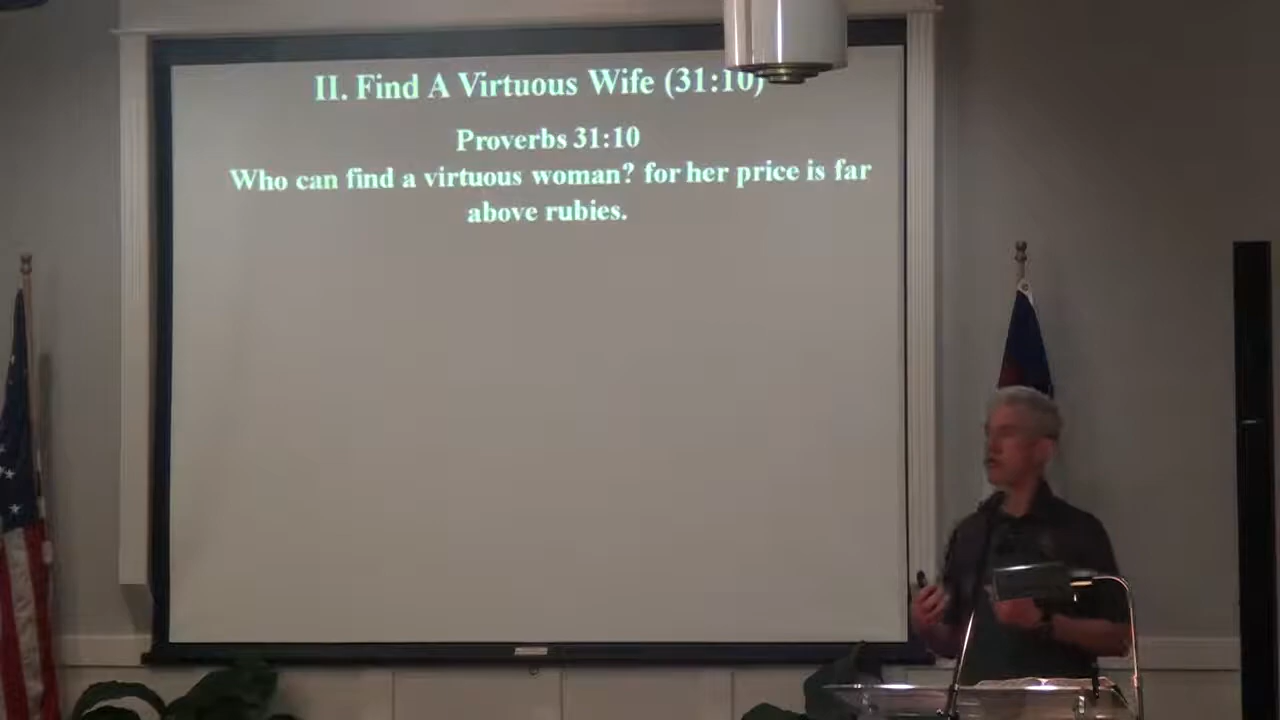 II. Find A Virtuous Wife (31:10)
Proverbs 31:10
Who can find a virtuous woman? for her price is far
above rubies.